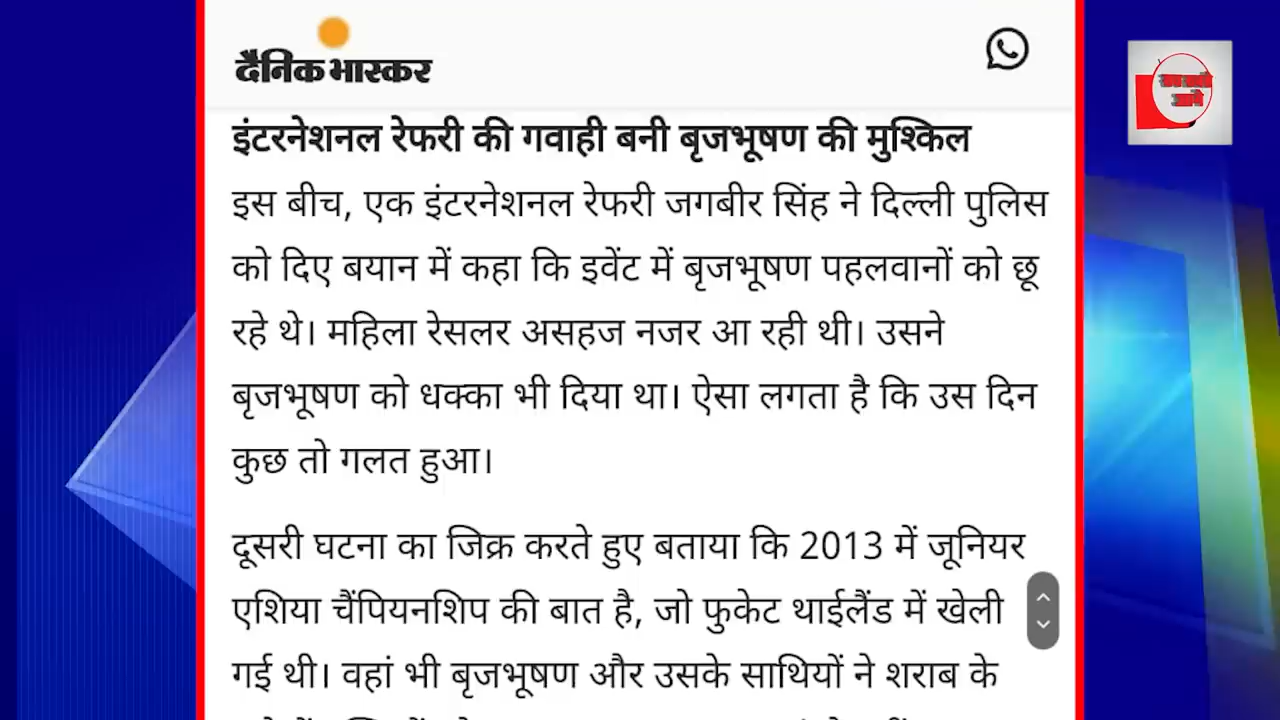 दैनिक भास्कर
इंटरनेशनल रेफरी की गवाही बनी बृजभूषण की मुश्किल
इस बीच, एक इंटरनेशनल रेफरी जगबीर सिंह ने दिल्ली पुलिस
को दिए बयान में कहा कि इवेंट में बृजभूषण पहलवानों को छू
रहे थे। महिला रेसलर असहज नजर आ रही थी। उसने
बृजभूषण को धक्का भी दिया था। ऐसा लगता है कि उस दिन
कुछ तो गलत हुआ।
दूसरी घटना का जिक्र करते हुए बताया कि 2013 में जूनियर
एशिया चैंपियनशिप की बात है, जो फुकेट थाईलैंड में खेली
गई थी। वहां भी बृजभूषण और उसके साथियों ने शराब के